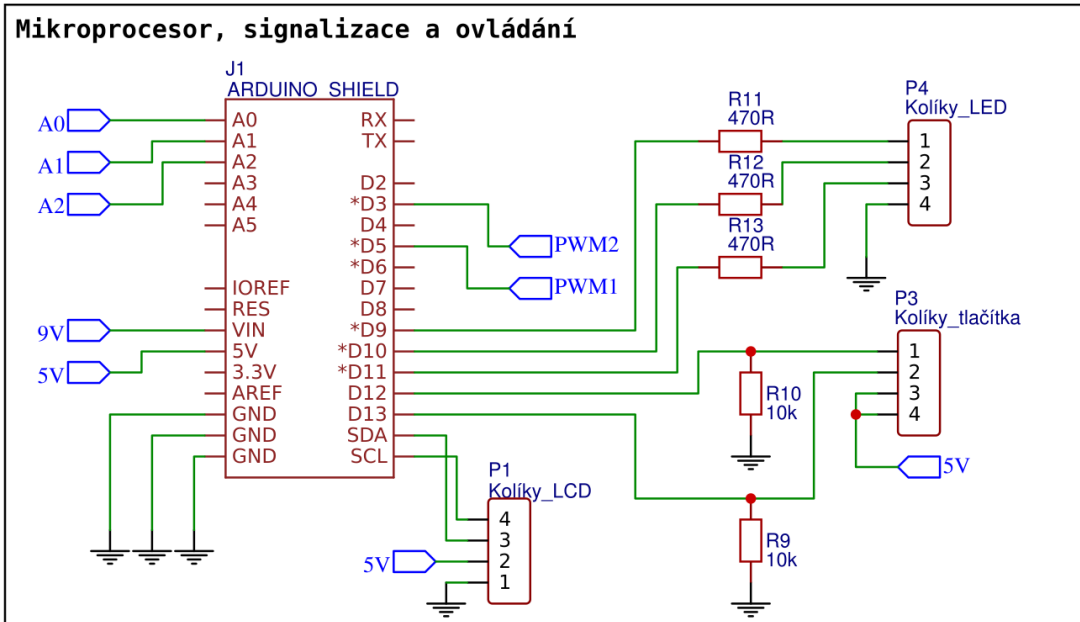 Mikroprocesor, signalizace a ovládání
J1
ARDUINO SHIELD
A0
A1
A2
9V
5V
A0
A1
A2
A3
A4
A5
IOREF
RES
VIN
5V
3.3V
AREF
GND
GND
GND
RX
TX
D2
*D3
D4
*D5
*D6
D7
D8
*D9
*D10
*D11
D12
D13
SDA
SCL
PWM2
PWM1
R11
470R
R12
470R
R13
470R
P4
Kolíky_LED
1
2
3
4
P3
Kolíky_tlačítka
1
2
3
4
5V
R10
10k
R9
10k
P1
Kolíky_LCD
4
3
2
1
5V